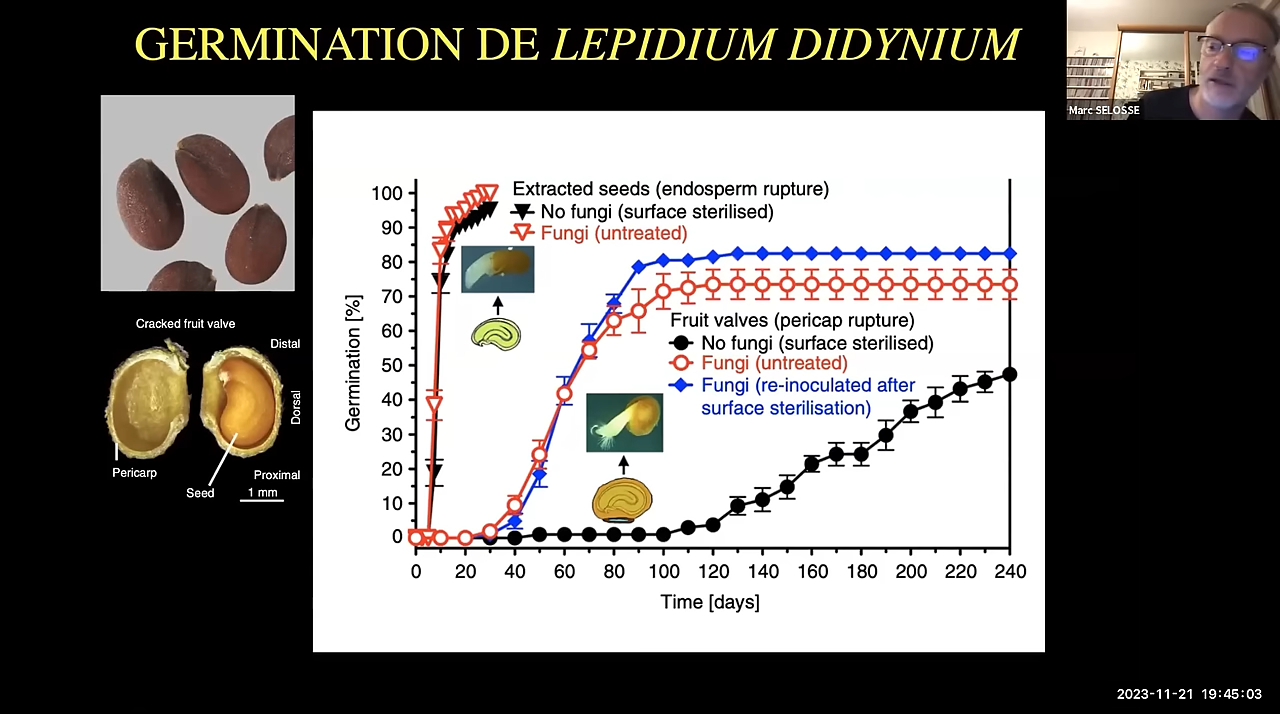 GERMINATION DE LEPIDIUM DIDYNIUM
Marc SELOSSE
Cracked fruit valve
Distal
Dorsal
Pericarp
Proximal
Seed
1 mm
Germination [%]
100
90
80
70
60
50
40
30
20
10
0
Extracted seeds (endosperm rupture)
No fungi (surface sterilised)
Fungi (untreated)
Fruit valves (pericap rupture)
No fungi (surface sterilised)
Fungi (untreated)
Fungi (re-inoculated after
surface sterilisation)
0 20 40 60 80 100 120 140 160 180 200 220 240
Time [days]
2023-11-21 19:45:03